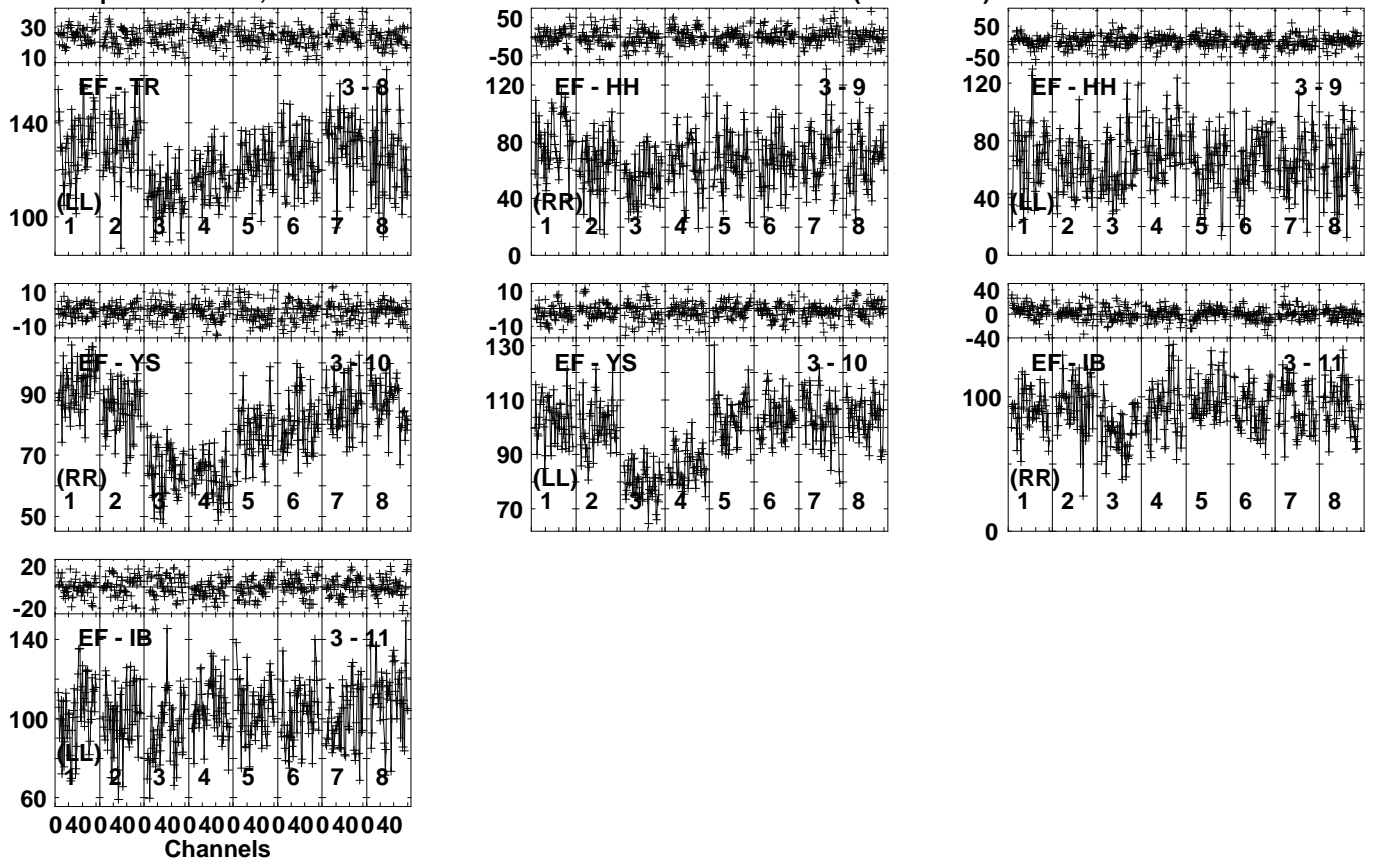 30
10
EF - TR 3 - 8
140
100
(LL)
1 2 3 4 5 6 7 8
50
-50
EF - HH 3 - 9
120
80
40
0
(RR)
1 2 3 4 5 6 7 8
50
-50
EF - HH 3 - 9
120
80
40
0
(LL)
1 2 3 4 5 6 7 8
10
-10
EF - YS 3 - 10
90
70
50
(RR)
1 2 3 4 5 6 7 8
10
-10
EF - YS 3 - 10
130
110
90
70
(LL)
1 2 3 4 5 6 7 8
40
0
-40
EF - IB 3 - 11
100
0
(RR)
1 2 3 4 5 6 7 8
20
-20
EF - IB 3 - 11
140
100
60
(LL)
1 2 3 4 5 6 7 8
0 40 0 40 0 40 0 40 0 40 0 40 0 40 0 40
Channels